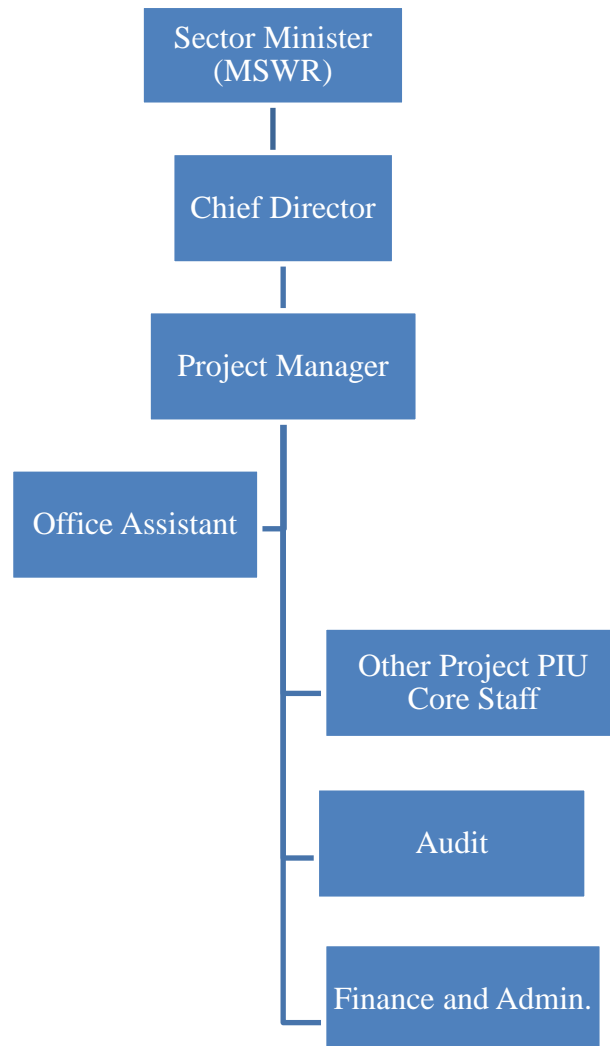 Sector Minister
(MSWR)
Chief Director
Project Manager
Office Assistant
Other Project PIU
Core Staff
Audit
Finance and Admin.